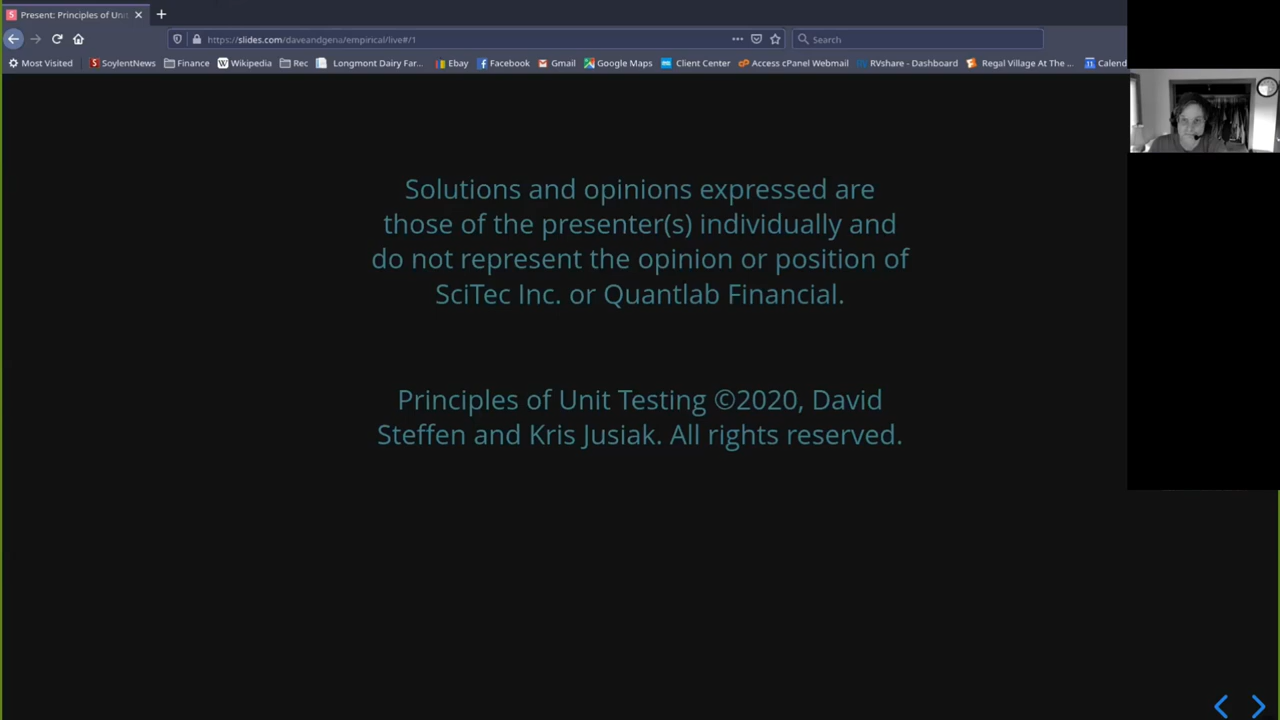 Present: Principles of Uni
https://slides.com/daveandgena/empirical/live#/1
Search
Most Visited
SoylentNews
Finance
Wikipedia
Rec
Longmont Dairy Far...
Ebay
Facebook
Gmail
Google Maps
Client Center
Access cPanel Webmail
RVshare - Dashboard
Regal Village At The ...
Calend
Solutions and opinions expressed are
those of the presenter(s) individually and
do not represent the opinion or position of
SciTec Inc. or Quantlab Financial.
Principles of Unit Testing ©2020, David
Steffen and Kris Jusiak. All rights reserved.